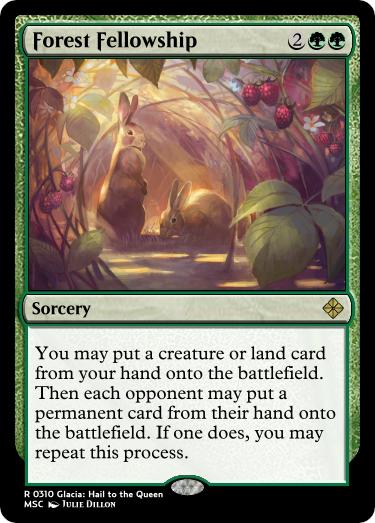 Forest Fellowship 2
Sorcery
You may put a creature or land card
from your hand onto the battlefield.
Then each opponent may put a
permanent card from their hand onto
the battlefield. If one does, you may
repeat this process.
R 0310 Glacia: Hail to the Queen
MSC Julie Dillon